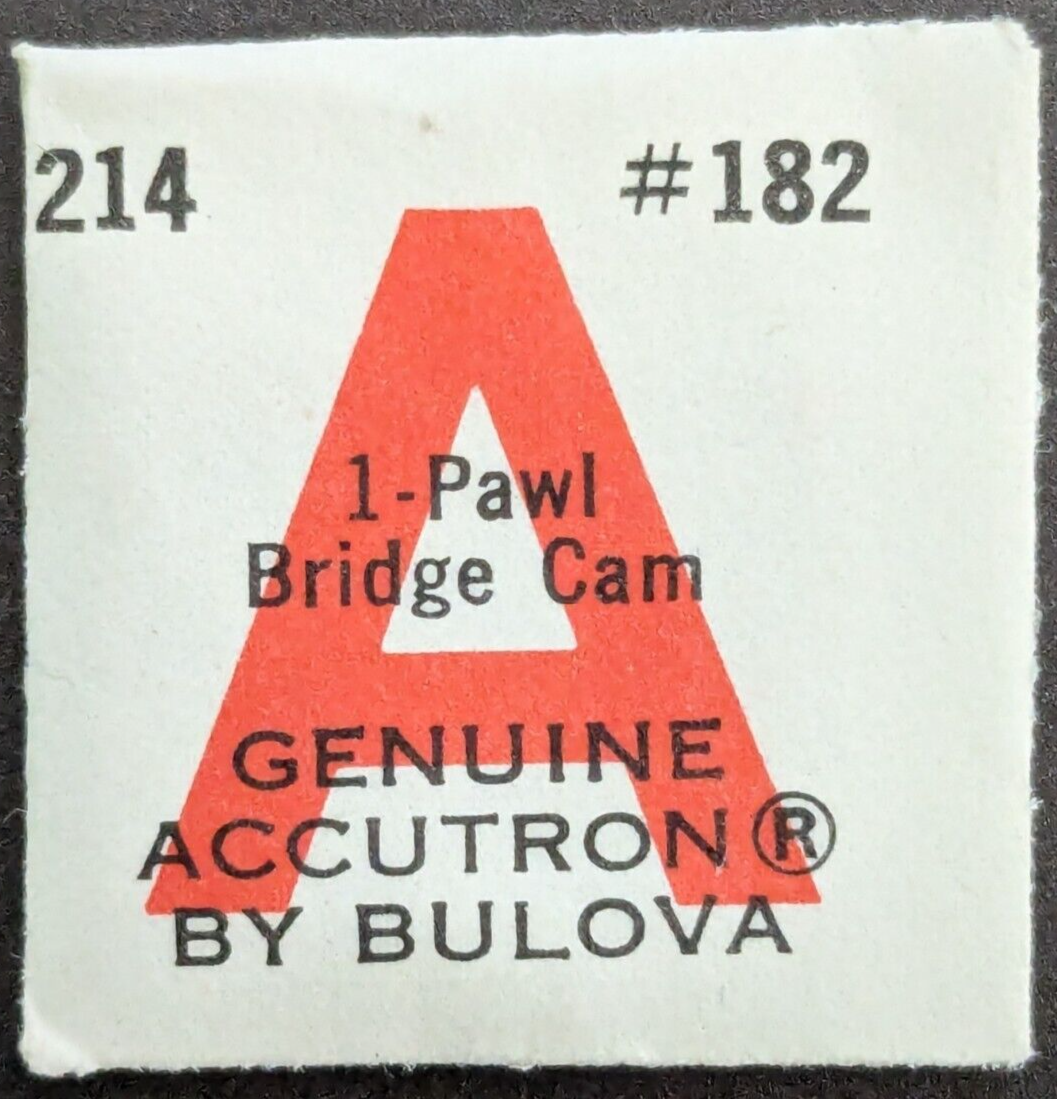 214 #182
1-Pawl
Bridge Cam
GENUINE
ACCUTRON®
BY BULOVA